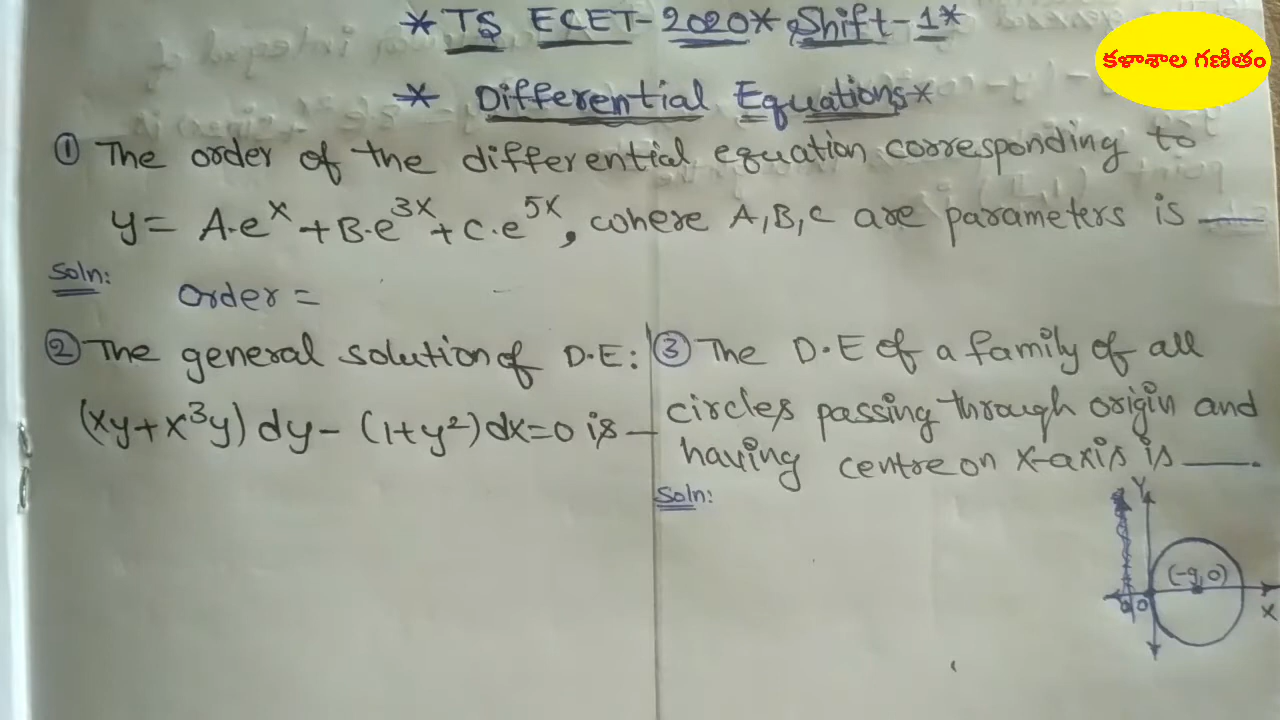 * TS ECET-2020* Shift-1*
కళాశాల గణితం
* Differential Equations*
① The order of the differential equation corresponding to
y = A.e^x + B.e^3x + C.e^5x, where A, B, C are parameters is —
Soln:
order =
② The general solution of D.E:
(xy+x³y) dy - (1+y²) dx=0 is —
③ The D.E of a family of all
circles passing through origin and
having centre on x-axis is —.
Soln:
Y
(-g,0)
O
X